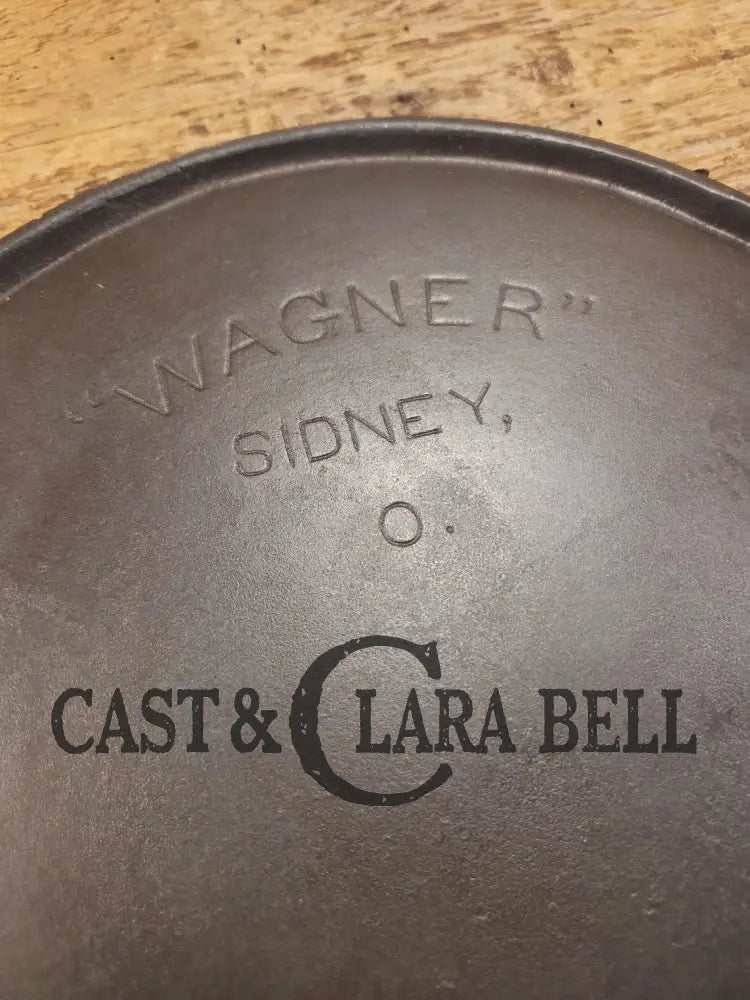 "WAGNER"
SIDNEY,
O.
CAST & CLARA BELL